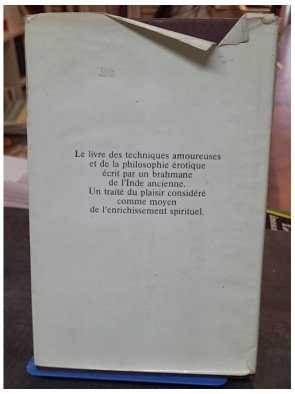 Le livre des techniques amoureuses
et de la philosophie érotique
écrit par un brahmane
de l'Inde ancienne.
Un traité du plaisir considéré
comme moyen
de l'enrichissement spirituel.